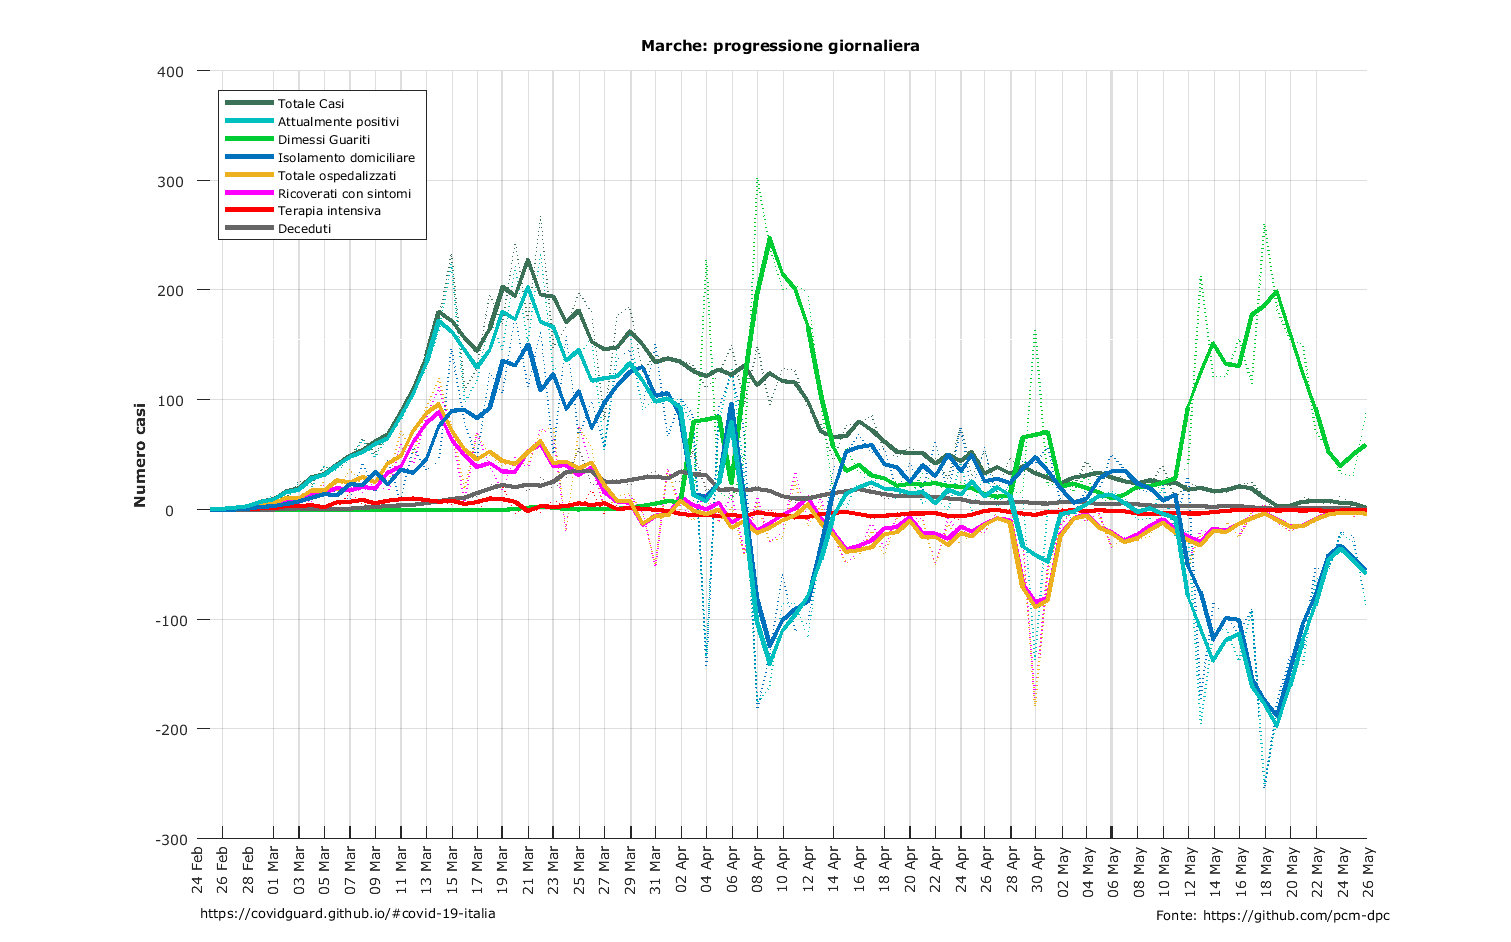 Marche: progressione giornaliera
Numero casi
400
300
200
100
0
-100
-200
-300
Totale Casi
Attualmente positivi
Dimessi Guariti
Isolamento domiciliare
Totale ospedalizzati
Ricoverati con sintomi
Terapia intensiva
Deceduti
24 Feb
26 Feb
28 Feb
01 Mar
03 Mar
05 Mar
07 Mar
09 Mar
11 Mar
13 Mar
15 Mar
17 Mar
19 Mar
21 Mar
23 Mar
25 Mar
27 Mar
29 Mar
31 Mar
02 Apr
04 Apr
06 Apr
08 Apr
10 Apr
12 Apr
14 Apr
16 Apr
18 Apr
20 Apr
22 Apr
24 Apr
26 Apr
28 Apr
30 Apr
02 May
04 May
06 May
08 May
10 May
12 May
14 May
16 May
18 May
20 May
22 May
24 May
26 May
https://covidguard.github.io/#covid-19-italia
Fonte: https://github.com/pcm-dpc